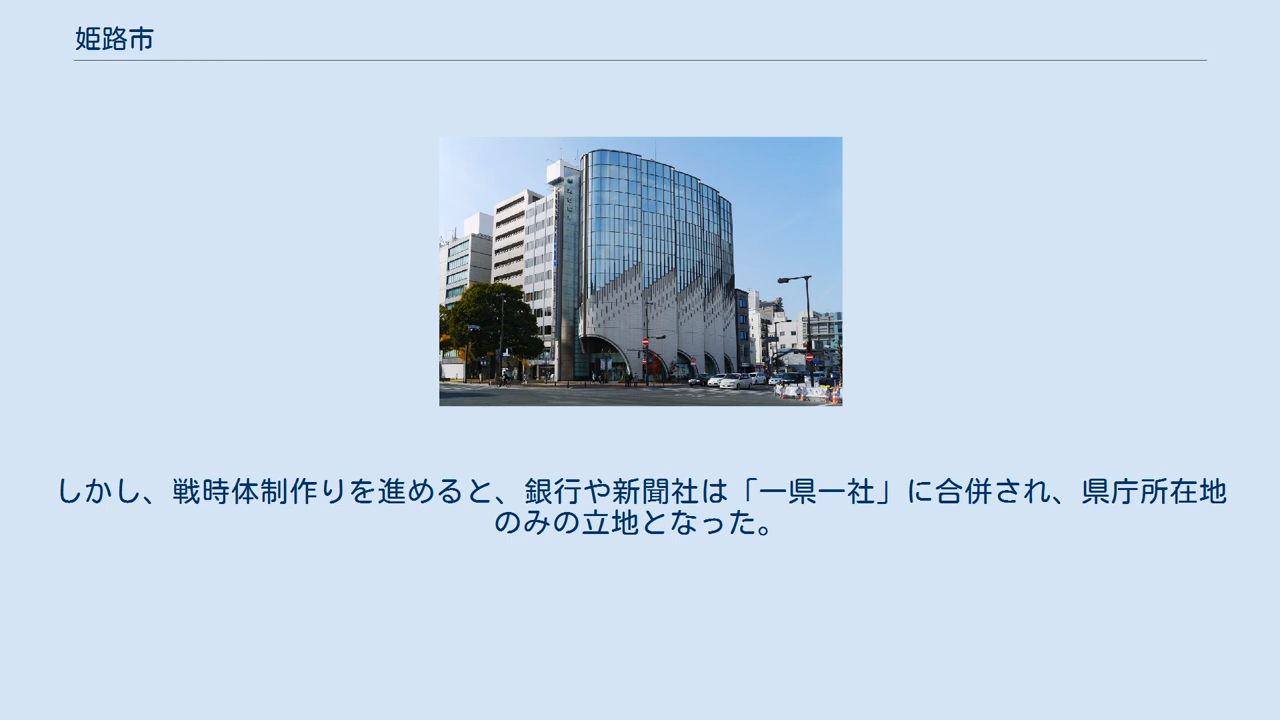 姫路市
しかし、戦時体制作りを進めると、銀行や新聞社は「一県一社」に合併され、県庁所在地
のみの立地となった。